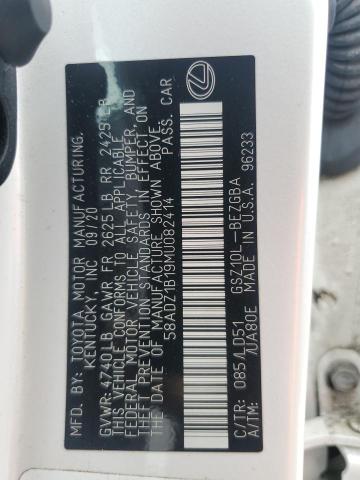 MFD. BY: TOYOTA MOTOR MANUFACTURING,
KENTUCKY, INC 09/20
GVWR: 4740 LB GAWR FR 2625 LB RR 2425 LB
THIS VEHICLE CONFORMS TO ALL APPLICABLE
FEDERAL MOTOR VEHICLE SAFETY, BUMPER, AND
THEFT PREVENTION STANDARDS IN EFFECT ON
THE DATE OF MANUFACTURE SHOWN ABOVE.
58ADZ1B19MU082414 PASS. CAR
C/TR: 085/LD51 GSZ10L-BEZGBA
A/TM: /UA80E MADE IN U.S.A. 96233